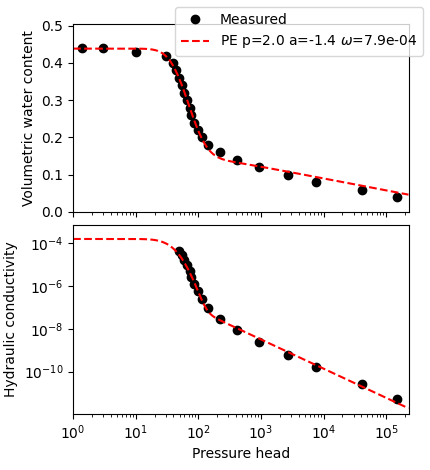 Measured
PE p=2.0 a=-1.4 ω=7.9e-04
Volumetric water content
0.5
0.4
0.3
0.2
0.1
0.0
Hydraulic conductivity
10⁻⁴
10⁻⁶
10⁻⁸
10⁻¹⁰
10⁰ 10¹ 10² 10³ 10⁴ 10⁵
Pressure head